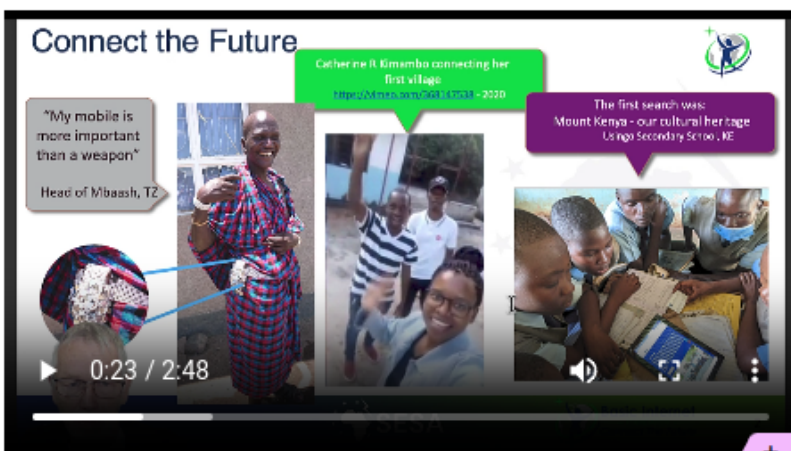 Connect the Future
Catherine R Kimambo connecting her
first village
- 2020
"My mobile is
more important
than a weapon"
Head of Mbaash, TZ
The first search was:
Mount Kenya - our cultural heritage
Usingo Secondary School, KE
0:23 / 2:48
SESA
Basic Internet